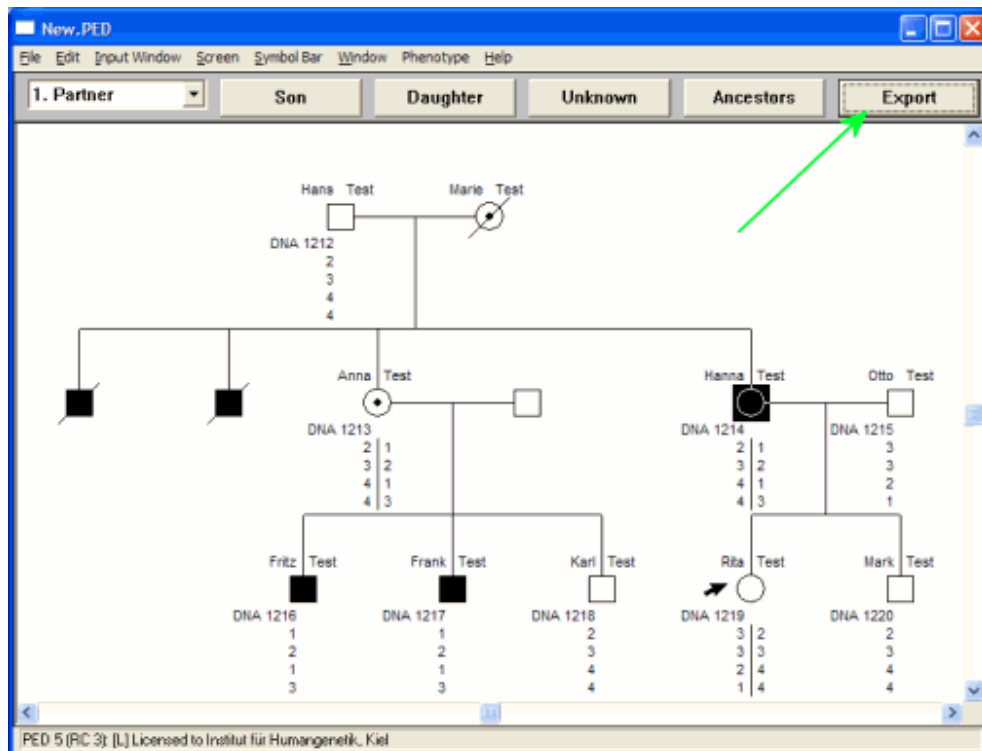 New.PED
File Edit Input Window Screen Symbol Bar Window Phenotype Help
1. Partner Son Daughter Unknown Ancestors Export
Hans Test Marie Test
DNA 1212
2
3
4
4
Anna Test Hanna Test Otto Test
DNA 1213 DNA 1214 DNA 1215
2 1 2 1 3
3 2 3 2 3
4 1 4 1 2
4 3 4 3 1
Fritz Test Frank Test Karl Test Rita Test Mark Test
DNA 1216 DNA 1217 DNA 1218 DNA 1219 DNA 1220
1 1 2 3 2 2
2 2 3 3 3 3
1 1 4 2 4 4
3 3 4 1 4 4
PED 5 (RC 3): [L] Licensed to Institut für Humangenetik, Kiel